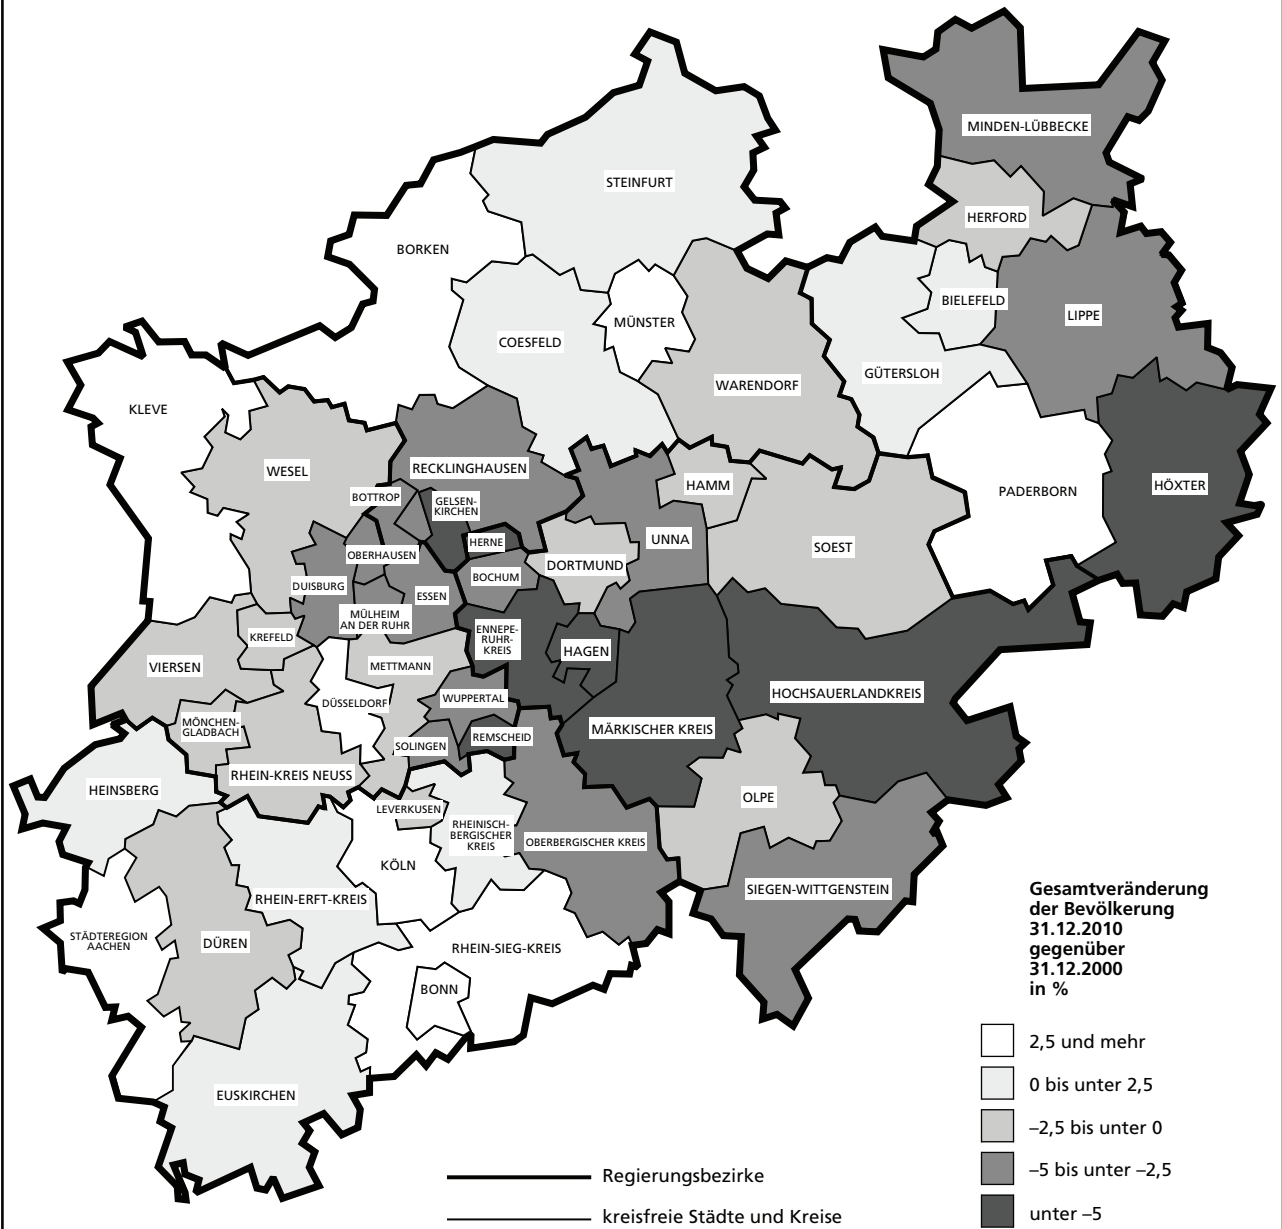 MINDEN-LÜBBECKE
STEINFURT
HERFORD
BORKEN
BIELEFELD
LIPPE
MÜNSTER
COESFELD
GÜTERSLOH
WARENDORF
KLEVE
RECKLINGHAUSEN
WESEL
HAMM
HÖXTER
PADERBORN
BOTTROP
GELSEN-
KIRCHEN
UNNA
HERNE
SOEST
OBERHAUSEN
DORTMUND
BOCHUM
DUISBURG
ESSEN
MÜLHEIM
AN DER RUHR
KREFELD
ENNEPE-
RUHR-
KREIS
HAGEN
VIERSEN
METTMANN
HOCHSAUERLANDKREIS
WUPPERTAL
DÜSSELDORF
MÖNCHEN-
GLADBACH
MÄRKISCHER KREIS
REMSCHEID
SOLINGEN
RHEIN-KREIS NEUSS
HEINSBERG
OLPE
LEVERKUSEN
RHEINISCH-
BERGISCHER
KREIS
OBERBERGISCHER KREIS
KÖLN
SIEGEN-WITTGENSTEIN
RHEIN-ERFT-KREIS
STÄDTEREGION
AACHEN
DÜREN
RHEIN-SIEG-KREIS
BONN
EUSKIRCHEN
Gesamtveränderung
der Bevölkerung
31.12.2010
gegenüber
31.12.2000
in %
2,5 und mehr
0 bis unter 2,5
–2,5 bis unter 0
–5 bis unter –2,5
unter –5
Regierungsbezirke
kreisfreie Städte und Kreise